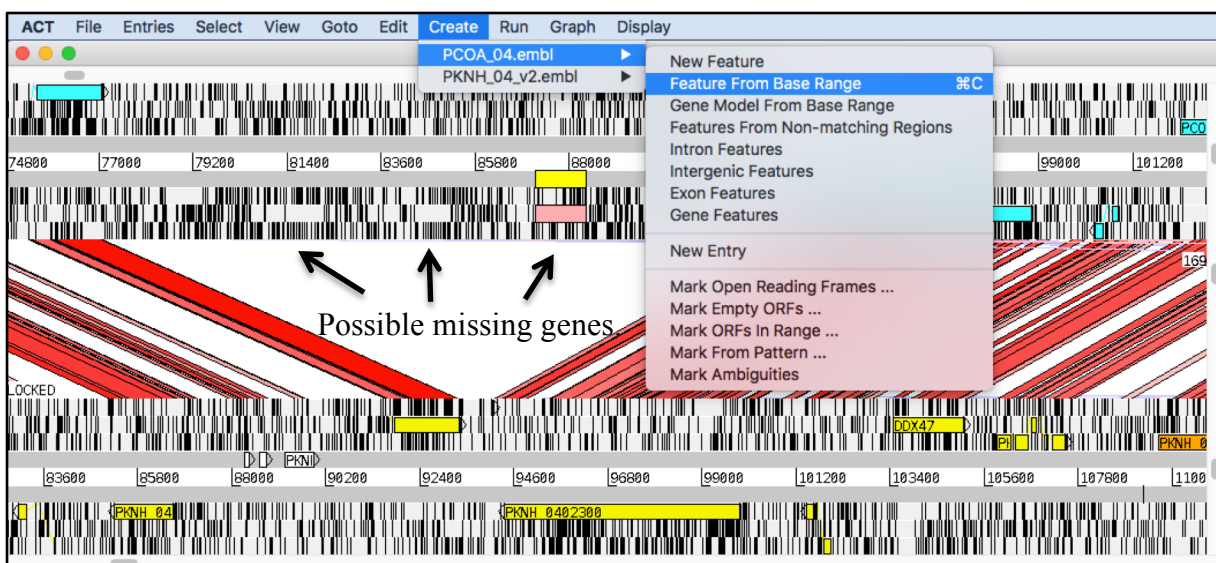 ACT File Entries Select View Goto Edit Create Run Graph Display
PCOA_04.embl
PKNH_04_v2.embl
New Feature
Feature From Base Range ⌘C
Gene Model From Base Range
Features From Non-matching Regions
Intron Features
Intergenic Features
Exon Features
Gene Features
New Entry
Mark Open Reading Frames ...
Mark Empty ORFs ...
Mark ORFs In Range ...
Mark From Pattern ...
Mark Ambiguities
PCO
74800 77000 79200 81400 83600 85800 88000 99000 101200
169
Possible missing genes
LOCKED
DDX47
PKNH 0
PKNI
83600 85800 88000 90200 92400 94600 96800 99000 101200 103400 105600 107800 1100
PKNH 04 PKNH 0402300